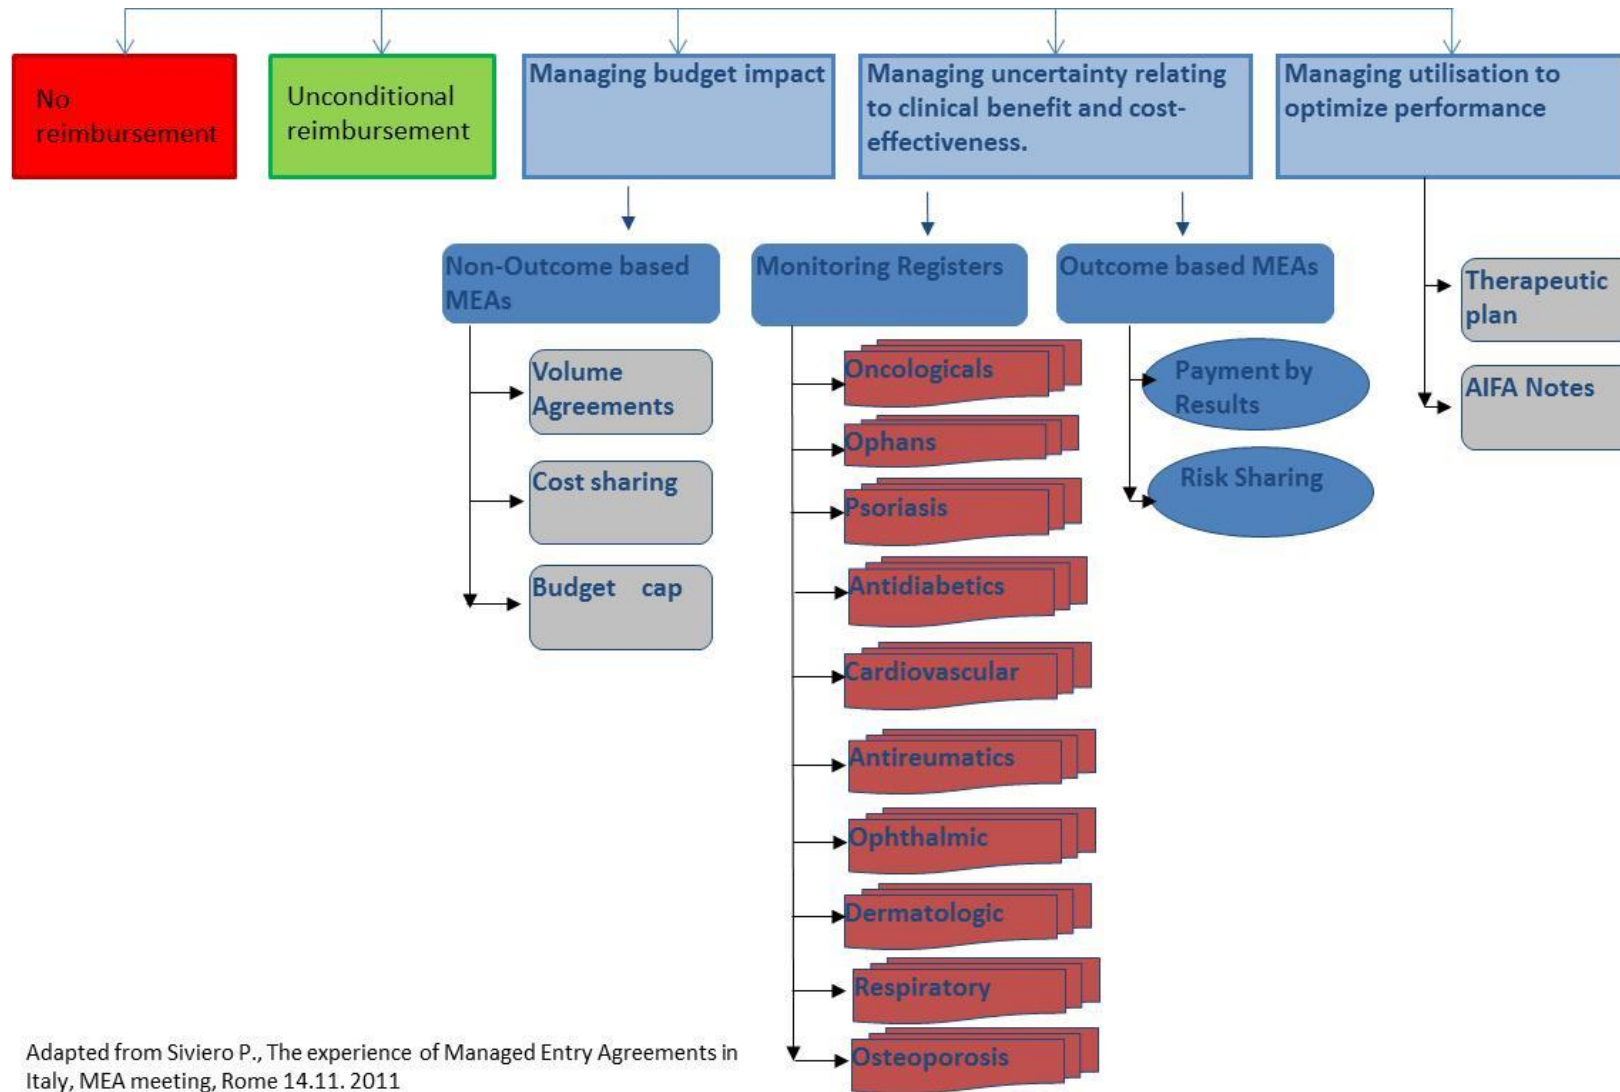 No
reimbursement
Unconditional
reimbursement
Managing budget impact
Managing uncertainty relating
to clinical benefit and cost-
effectiveness.
Managing utilisation to
optimize performance
Non-Outcome based
MEAs
Monitoring Registers
Outcome based MEAs
Therapeutic
plan
AIFA Notes
Volume
Agreements
Cost sharing
Budget cap
Oncologicals
Ophans
Psoriasis
Antidiabetics
Cardiovascular
Antireumatics
Ophthalmic
Dermatologic
Respiratory
Osteoporosis
Payment by
Results
Risk Sharing
Adapted from Siviero P., The experience of Managed Entry Agreements in
Italy, MEA meeting, Rome 14.11. 2011